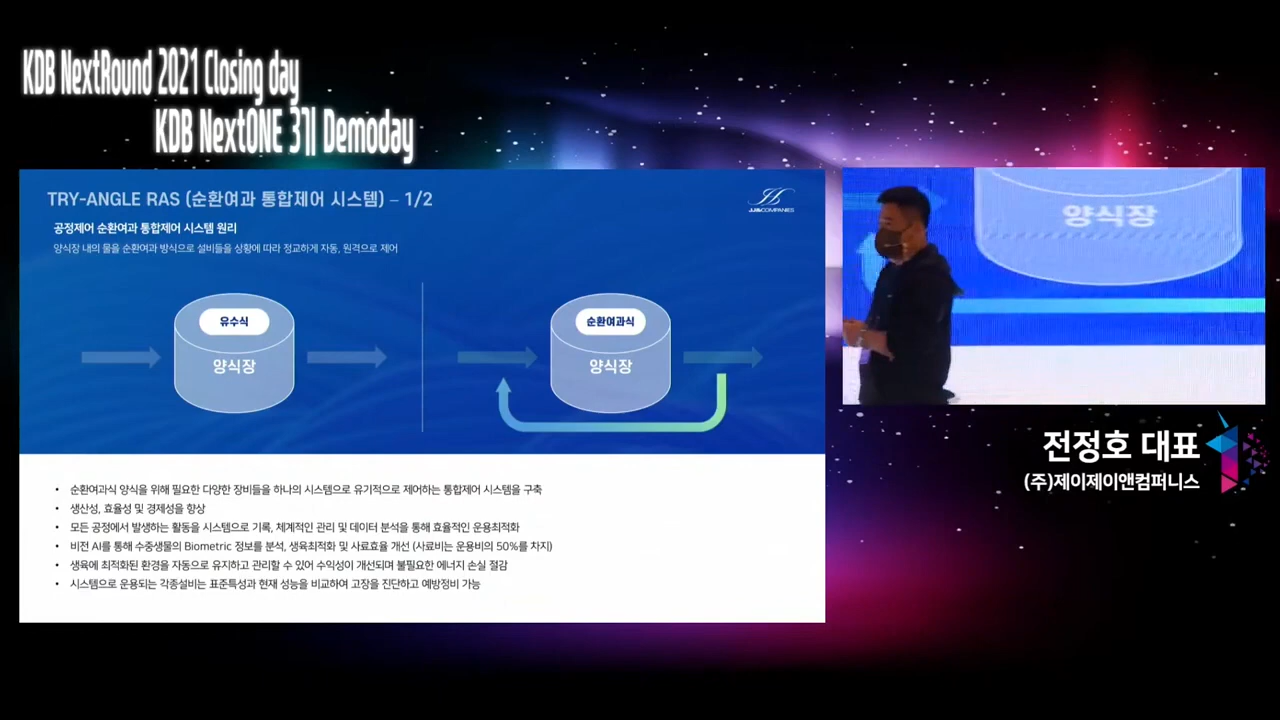 KDB NextRound 2021 Closing day
KDB NextONE 3기 Demoday
TRY-ANGLE RAS (순환여과 통합제어 시스템) – 1/2
JJ&COMPANIES
공정제어 순환여과 통합제어 시스템 원리
양식장 내의 물을 순환여과 방식으로 설비들을 상황에 따라 정교하게 자동, 원격으로 제어
유수식
양식장
순환여과식
양식장
• 순환여과식 양식을 위해 필요한 다양한 장비들을 하나의 시스템으로 유기적으로 제어하는 통합제어 시스템을 구축
• 생산성, 효율성 및 경제성을 향상
• 모든 공정에서 발생하는 활동을 시스템으로 기록, 체계적인 관리 및 데이터 분석을 통해 효율적인 운용최적화
• 비전 AI를 통해 수중생물의 Biometric 정보를 분석, 생육최적화 및 사료효율 개선 (사료비는 운용비의 50%를 차지)
• 생육에 최적화된 환경을 자동으로 유지하고 관리할 수 있어 수익성이 개선되며 불필요한 에너지 손실 절감
• 시스템으로 운용되는 각종설비는 표준특성과 현재 성능을 비교하여 고장을 진단하고 예방정비 가능
양식장
전정호 대표
(주)제이제이앤컴퍼니스